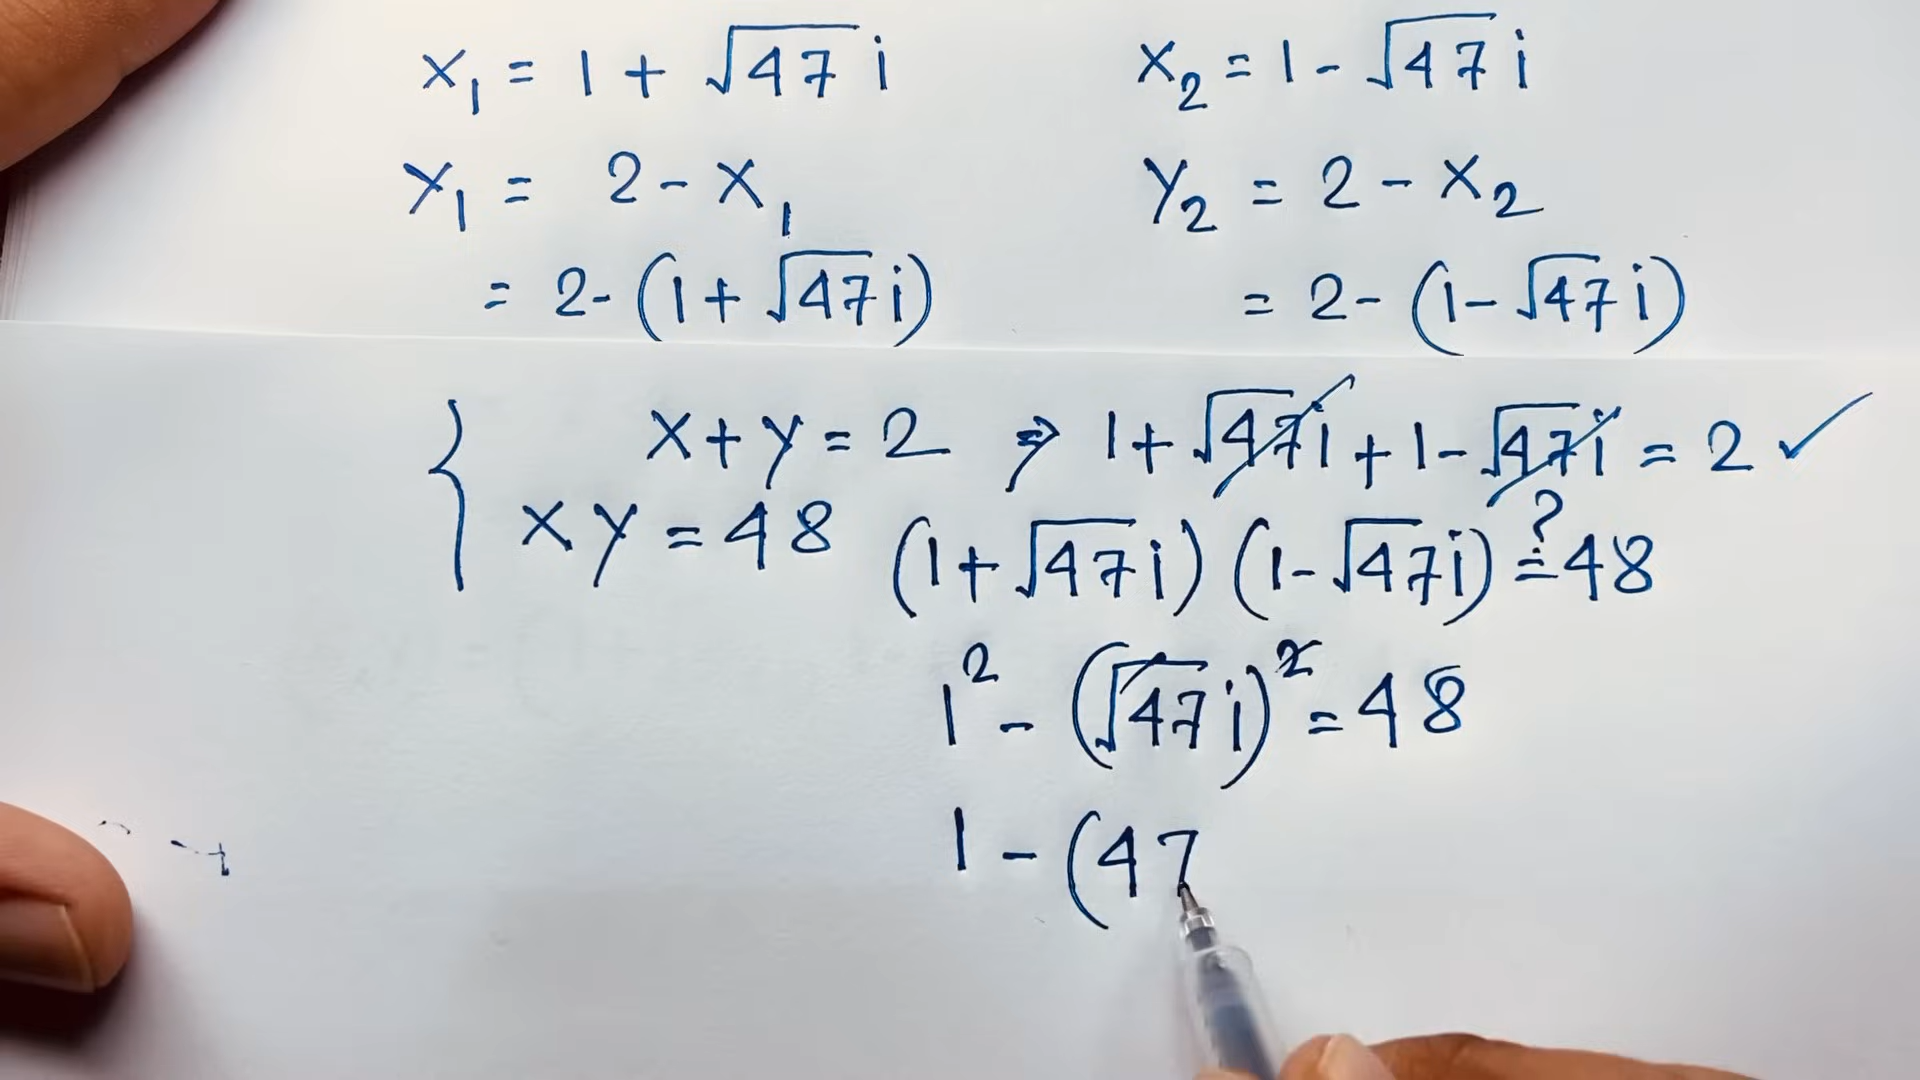 x₁ = 1 + √47 i    x₂ = 1 - √47 i
y₁ = 2 - x₁    y₂ = 2 - x₂
= 2 - (1 + √47 i)    = 2 - (1 - √47 i)
{ x + y = 2 ⇒ 1 + √47 i + 1 - √47 i = 2 ✓
xy = 48 (1 + √47 i) (1 - √47 i) ?= 48
1² - (√47 i)² = 48
1 - (47